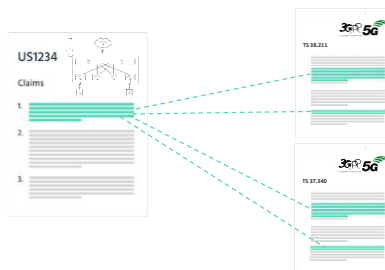 US1234
Claims
1.
2.
3.
3GPP 5G
TS 38.211
3GPP 5G
TS 37.340